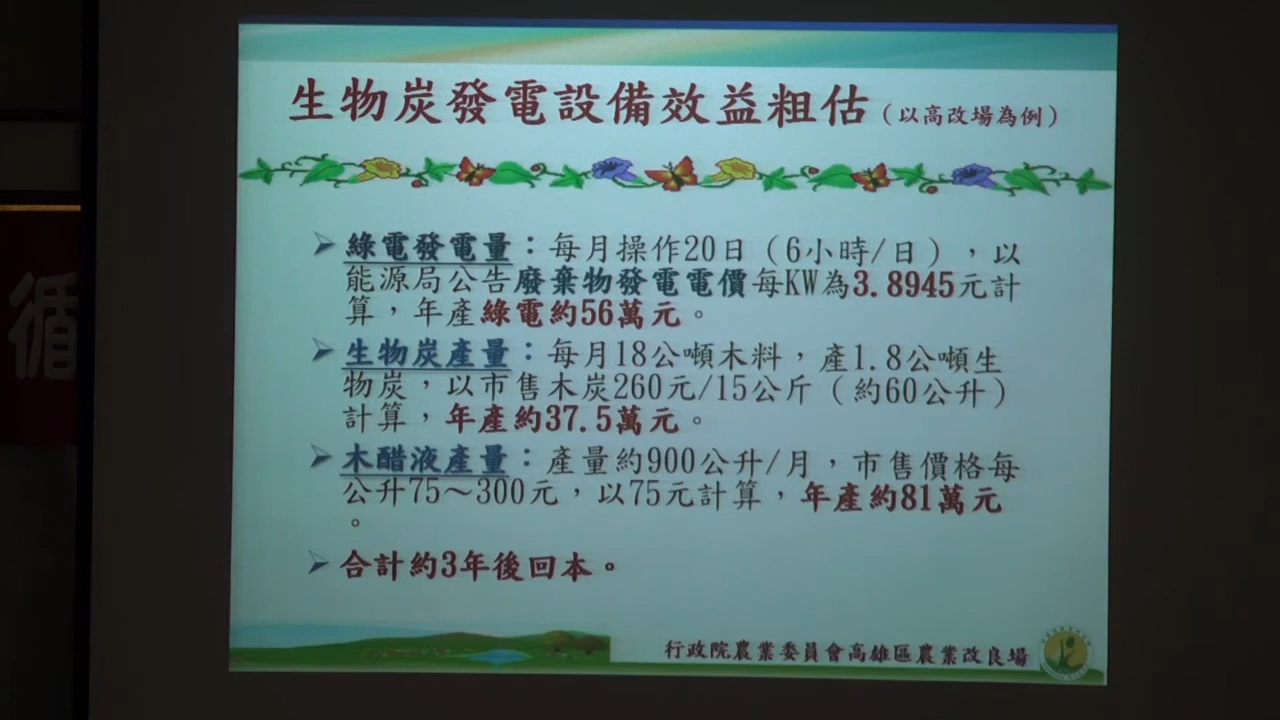 生物炭發電設備效益粗估(以高改場為例)
綠電發電量：每月操作20日（6小時/日），以
能源局公告廢棄物發電電價每KW為3.8945元計
算，年產綠電約56萬元。
生物炭產量：每月18公噸木料，產1.8公噸生
物炭，以市售木炭260元/15公斤（約60公升）
計算，年產約37.5萬元。
木醋液產量：產量約900公升/月，市售價格每
公升75～300元，以75元計算，年產約81萬元
。
合計約3年後回本。
行政院農業委員會高雄區農業改良場
循